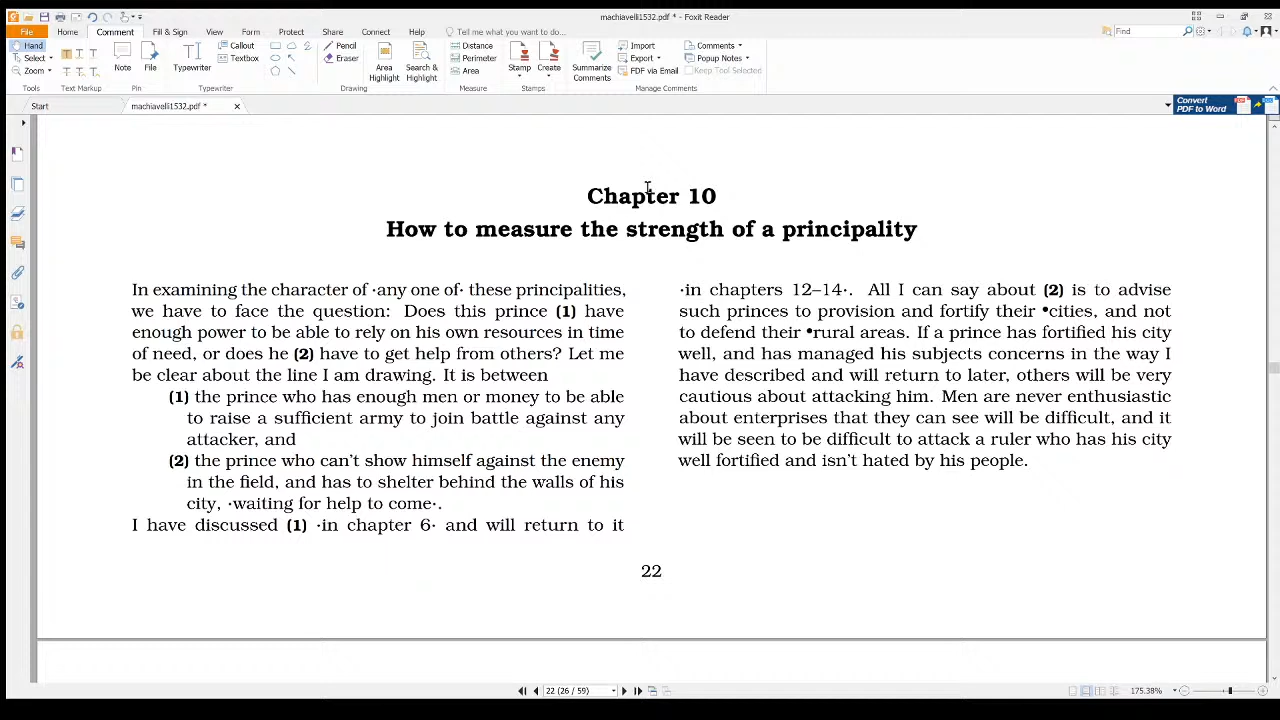 machiavelli1532.pdf * - Foxit Reader
File Home Comment Fill & Sign View Form Protect Share Connect Help Tell me what you want to do... Find
Hand Callout Pencil Distance Import Comments
Select Textbox Eraser Perimeter Export Popup Notes
Zoom Note File Typewriter Area Highlight Search & Highlight Area Stamp Create Summarize Comments PDF via Email Keep Tool Selected
Tools Text Markup Pin Typewriter Drawing Measure Stamps Manage Comments
Start machiavelli1532.pdf * Convert PDF to Word
Chapter 10
How to measure the strength of a principality
In examining the character of ·any one of· these principalities,
we have to face the question: Does this prince (1) have
enough power to be able to rely on his own resources in time
of need, or does he (2) have to get help from others? Let me
be clear about the line I am drawing. It is between
(1) the prince who has enough men or money to be able
to raise a sufficient army to join battle against any
attacker, and
(2) the prince who can't show himself against the enemy
in the field, and has to shelter behind the walls of his
city, ·waiting for help to come·.
I have discussed (1) ·in chapter 6· and will return to it
·in chapters 12–14·. All I can say about (2) is to advise
such princes to provision and fortify their •cities, and not
to defend their •rural areas. If a prince has fortified his city
well, and has managed his subjects concerns in the way I
have described and will return to later, others will be very
cautious about attacking him. Men are never enthusiastic
about enterprises that they can see will be difficult, and it
will be seen to be difficult to attack a ruler who has his city
well fortified and isn't hated by his people.
22
22 (26 / 59) 175.38%